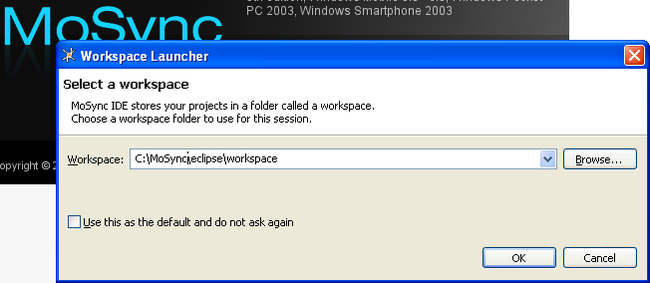 MoSync
PC 2003, Windows Smartphone 2003
Workspace Launcher
Select a workspace
MoSync IDE stores your projects in a folder called a workspace.
Choose a workspace folder to use for this session.
Workspace: C:\MoSync\eclipse\workspace Browse...
opyright ©
Use this as the default and do not ask again
OK Cancel